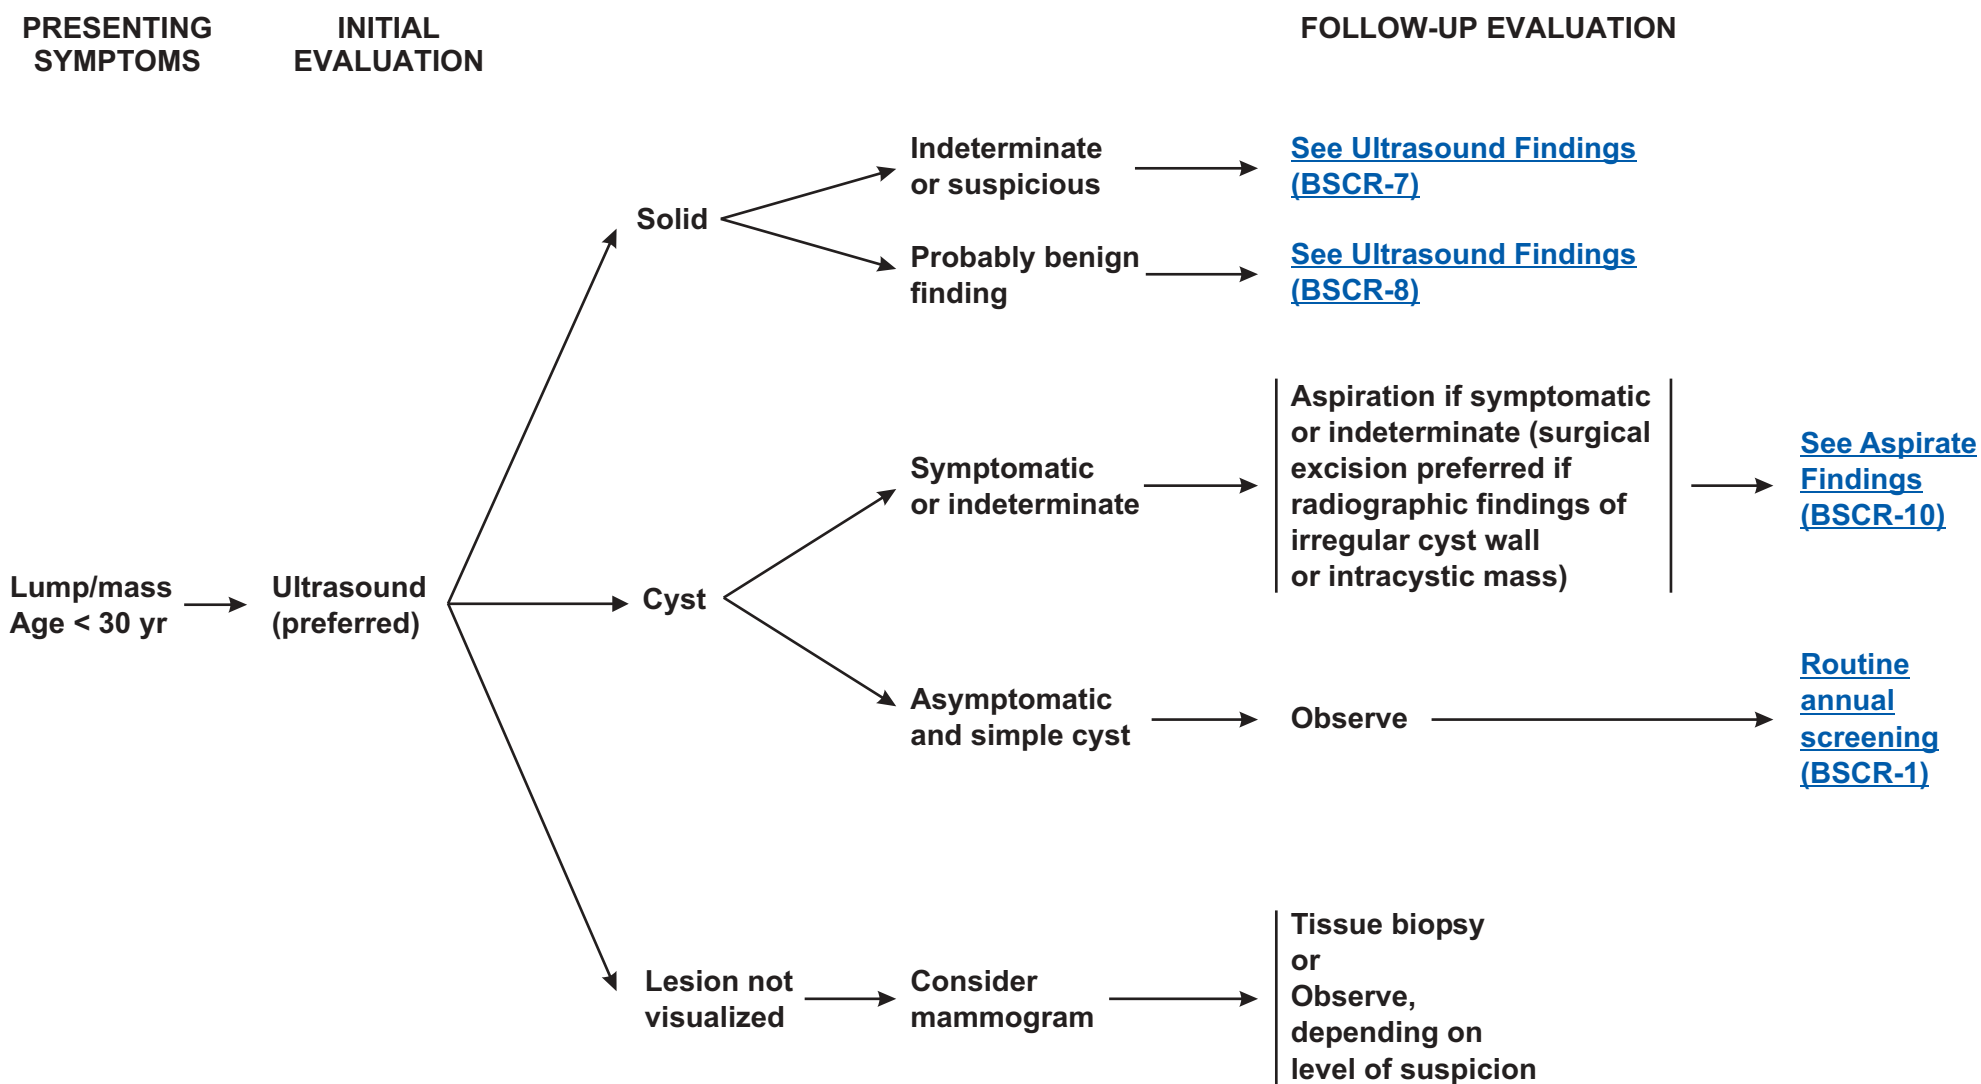 PRESENTING
SYMPTOMS
INITIAL
EVALUATION
FOLLOW-UP EVALUATION
Lump/mass
Age < 30 yr
Ultrasound
(preferred)
Solid
Indeterminate
or suspicious
See Ultrasound Findings
(BSCR-7)
Probably benign
finding
See Ultrasound Findings
(BSCR-8)
Cyst
Symptomatic
or indeterminate
Aspiration if symptomatic
or indeterminate (surgical
excision preferred if
radiographic findings of
irregular cyst wall
or intracystic mass)
See Aspirate
Findings
(BSCR-10)
Asymptomatic
and simple cyst
Observe
Routine
annual
screening
(BSCR-1)
Lesion not
visualized
Consider
mammogram
Tissue biopsy
or
Observe,
depending on
level of suspicion